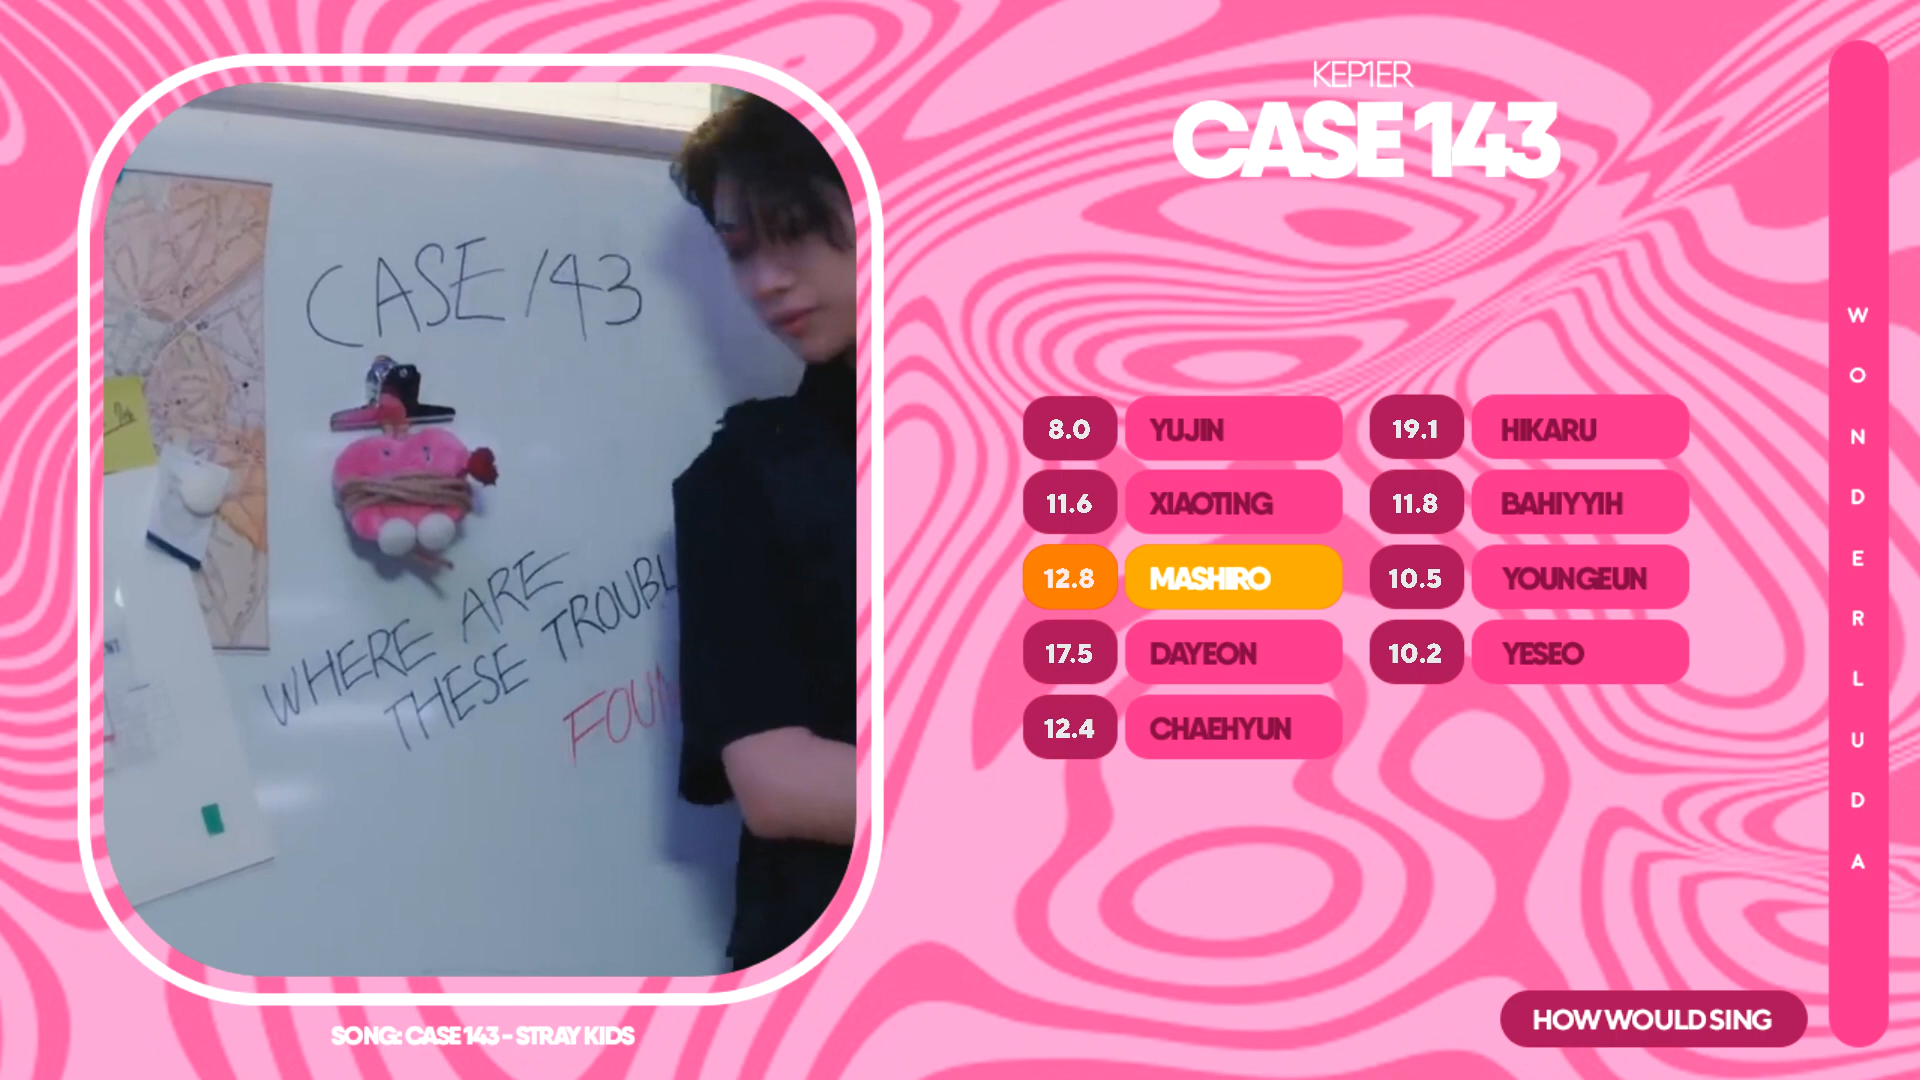 KEP1ER
CASE 143
CASE 143
WHERE ARE
THESE TROUBL
FOUN
8.0 YUJIN
19.1 HIKARU
11.6 XIAOTING
11.8 BAHIYYIH
12.8 MASHIRO
10.5 YOUNGEUN
17.5 DAYEON
10.2 YESEO
12.4 CHAEHYUN
WONDERLUDA
HOW WOULD SING
SONG: CASE 143 - STRAY KIDS